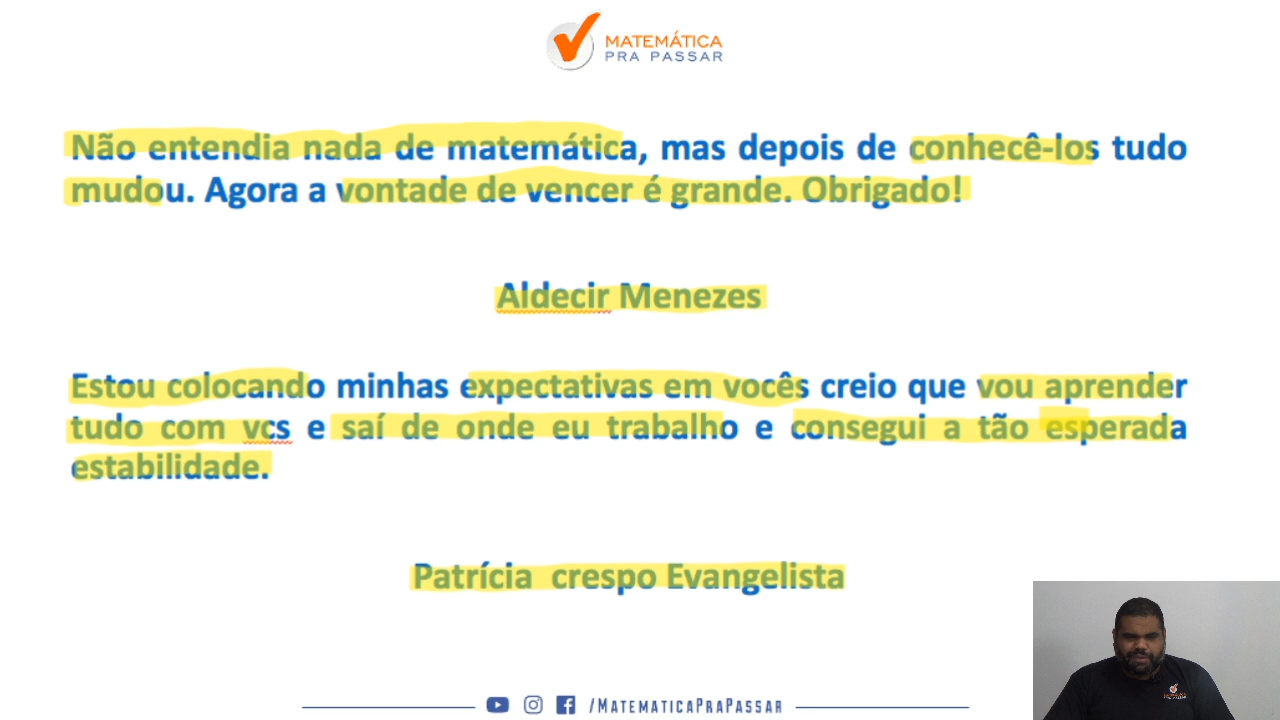 MATEMÁTICA
PRA PASSAR
Não entendia nada de matemática, mas depois de conhecê-los tudo
mudou. Agora a vontade de vencer é grande. Obrigado!
Aldecir Menezes
Estou colocando minhas expectativas em vocês creio que vou aprender
tudo com vcs e saí de onde eu trabalho e consegui a tão esperada
estabilidade.
Patrícia crespo Evangelista
/MATEMATICAPRAPASSAR